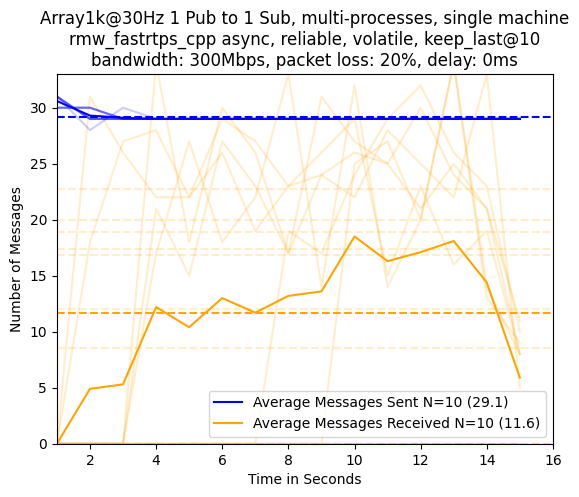 Array1k@30Hz 1 Pub to 1 Sub, multi-processes, single machine
rmw_fastrtps_cpp async, reliable, volatile, keep_last@10
bandwidth: 300Mbps, packet loss: 20%, delay: 0ms
Number of Messages
30
25
20
15
10
5
0
Average Messages Sent N=10 (29.1)
Average Messages Received N=10 (11.6)
2 4 6 8 10 12 14 16
Time in Seconds